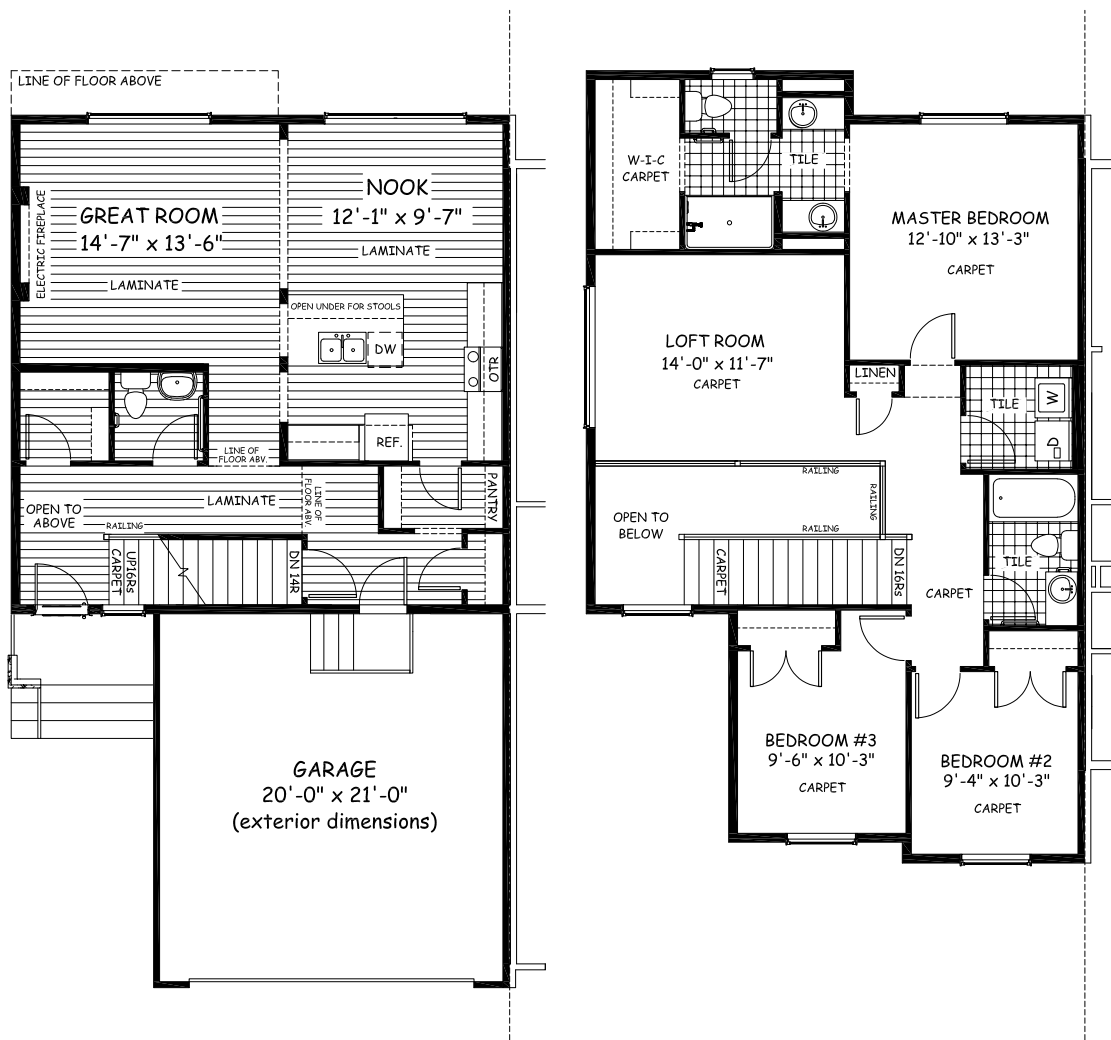 LINE OF FLOOR ABOVE
GREAT ROOM
14'-7" x 13'-6"
LAMINATE
ELECTRIC FIREPLACE
NOOK
12'-1" x 9'-7"
LAMINATE
OPEN UNDER FOR STOOLS
DW
OTR
REF.
LINE OF
FLOOR ABV.
LAMINATE
LINE OF
FLOOR ABV.
PANTRY
OPEN TO
ABOVE
RAILING
UP16Rs
CARPET
DN 14R
GARAGE
20'-0" x 21'-0"
(exterior dimensions)
W-I-C
CARPET
TILE
MASTER BEDROOM
12'-10" x 13'-3"
CARPET
LOFT ROOM
14'-0" x 11'-7"
CARPET
LINEN
TILE
W
D
RAILING
RAILING
RAILING
OPEN TO
BELOW
CARPET
DN 16Rs
CARPET
TILE
BEDROOM #3
9'-6" x 10'-3"
CARPET
BEDROOM #2
9'-4" x 10'-3"
CARPET